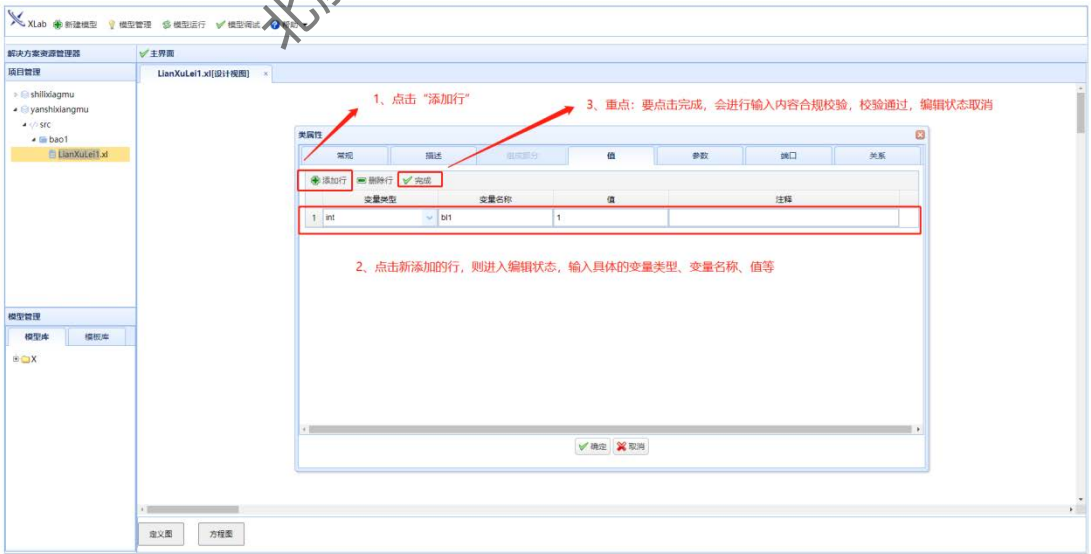 XLab 新建模型 模型管理 模型运行 模型调试 帮助
解决方案资源管理器
主界面
项目管理
LianXuLei1.xl[设计视图]
shilixiagmu
yanshixiangmu
src
bao1
LianXuLei1.xl
1、点击“添加行”
3、重点：要点击完成，会进行输入内容合规校验，校验通过，编辑状态取消
类属性
常规 描述 组成部分 值 参数 端口 关系
添加行 删除行 完成
变量类型 变量名称 值 注释
1 int bl1 1
2、点击新添加的行，则进入编辑状态，输入具体的变量类型、变量名称、值等
模型管理
模型库 模板库
X
确定 取消
定义图 方程图